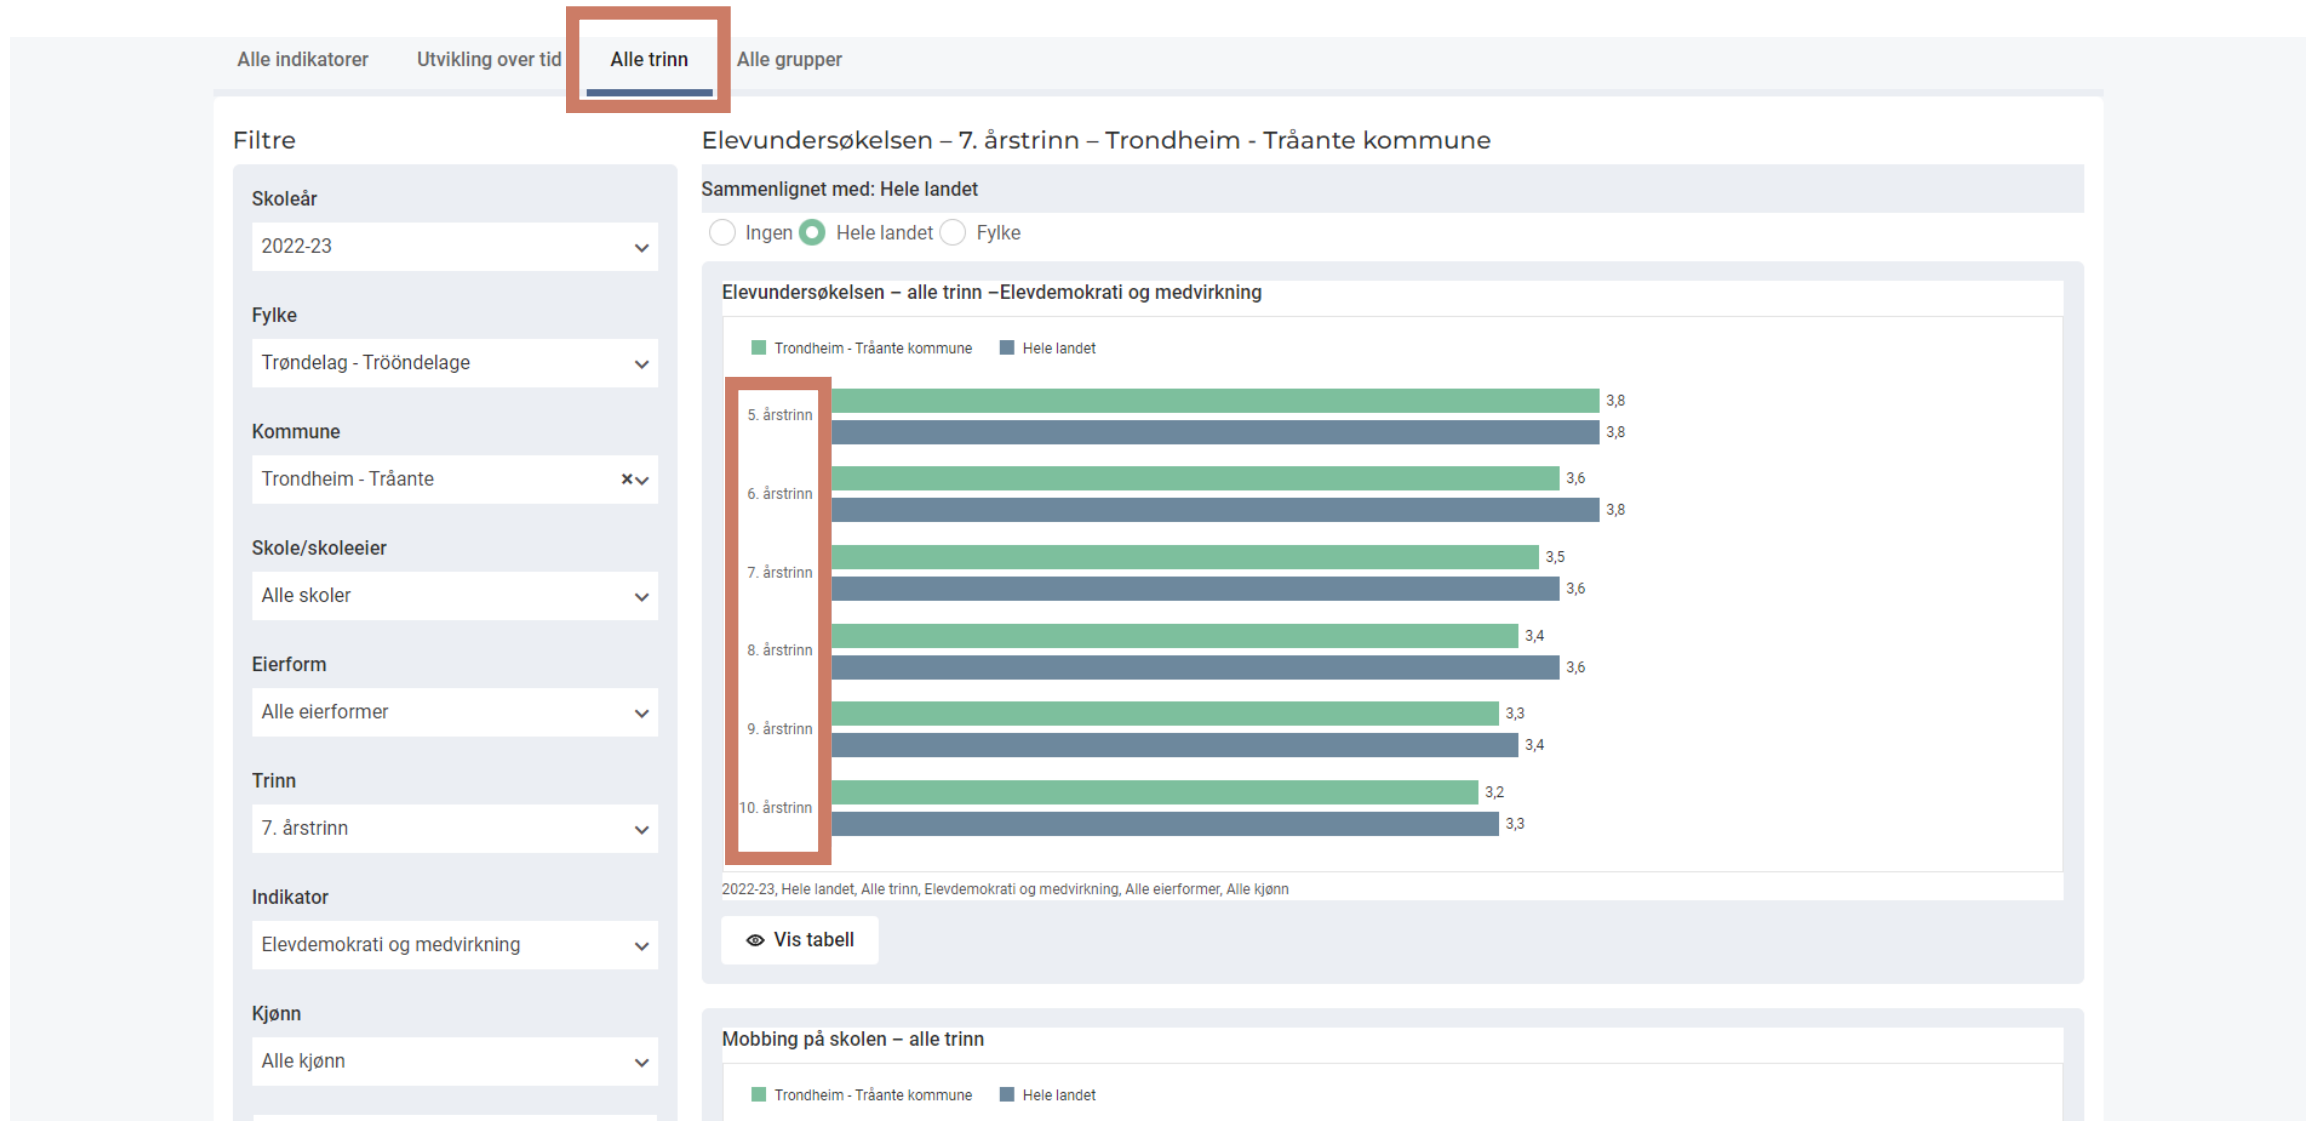 Alle indikatorer Utvikling over tid Alle trinn Alle grupper
Filtre
Skoleår
2022-23
Fylke
Trøndelag - Trööndelage
Kommune
Trondheim - Tråante ×
Skole/skoleeier
Alle skoler
Eierform
Alle eierformer
Trinn
7. årstrinn
Indikator
Elevdemokrati og medvirkning
Kjønn
Alle kjønn
Elevundersøkelsen – 7. årstrinn – Trondheim - Tråante kommune
Sammenlignet med: Hele landet
Ingen Hele landet Fylke
Elevundersøkelsen – alle trinn –Elevdemokrati og medvirkning
Trondheim - Tråante kommune Hele landet
5. årstrinn 3,8
3,8
6. årstrinn 3,6
3,8
7. årstrinn 3,5
3,6
8. årstrinn 3,4
3,6
9. årstrinn 3,3
3,4
10. årstrinn 3,2
3,3
2022-23, Hele landet, Alle trinn, Elevdemokrati og medvirkning, Alle eierformer, Alle kjønn
Vis tabell
Mobbing på skolen – alle trinn
Trondheim - Tråante kommune Hele landet